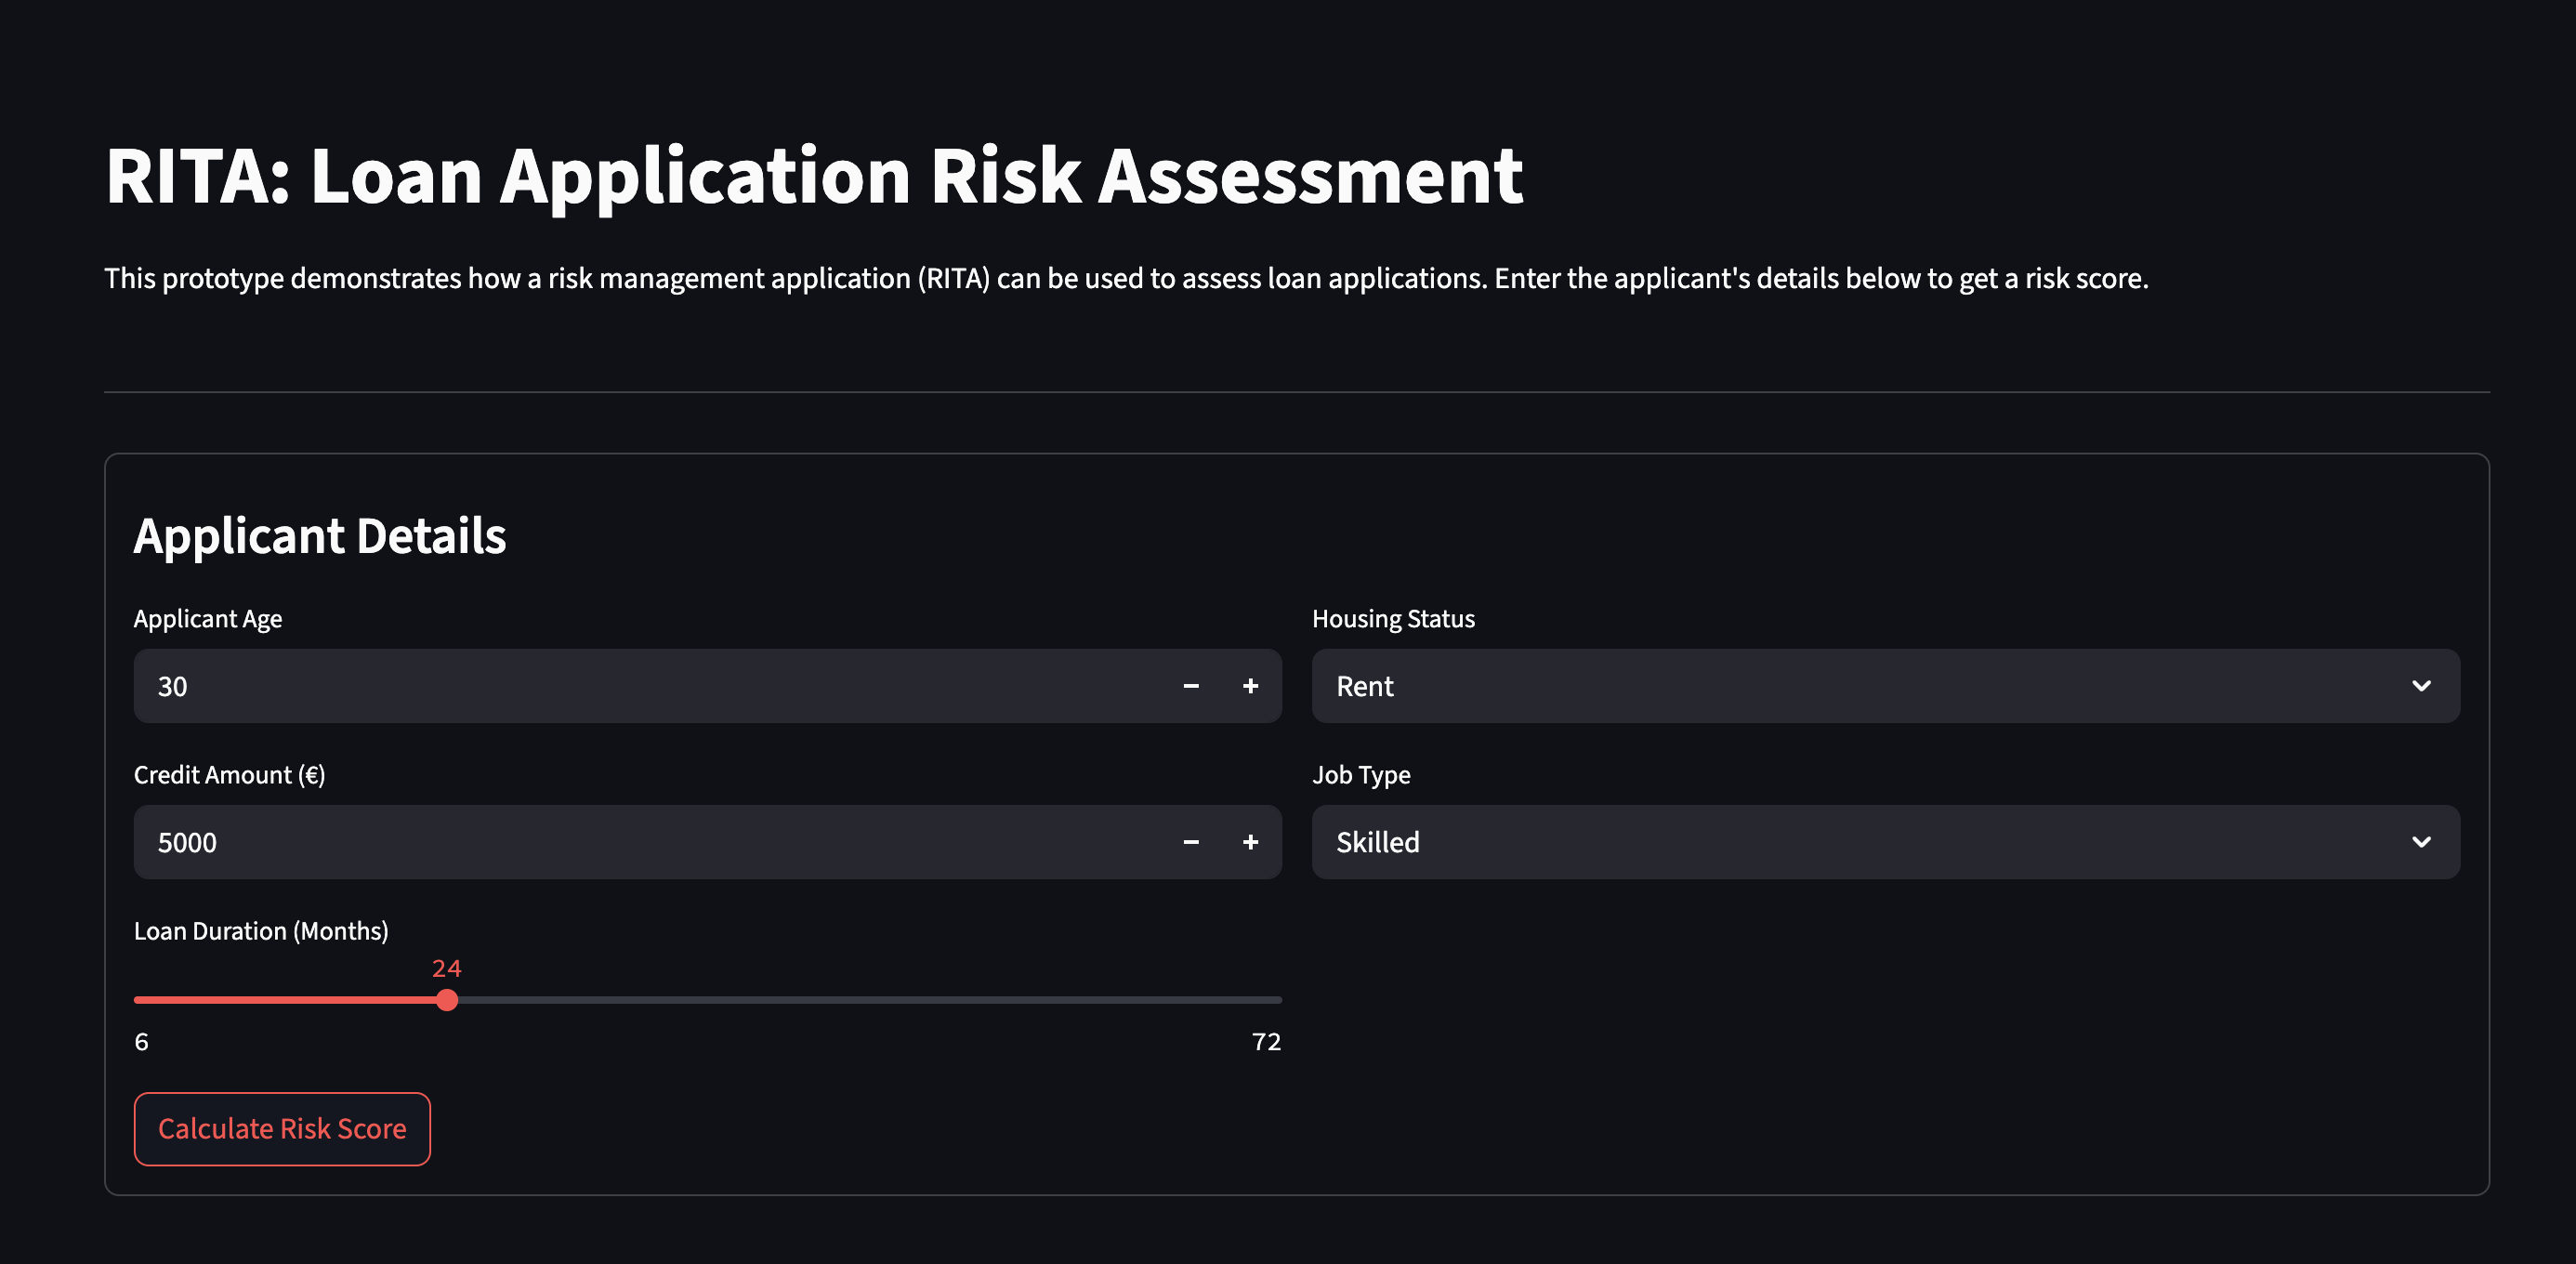 RITA: Loan Application Risk Assessment
This prototype demonstrates how a risk management application (RITA) can be used to assess loan applications. Enter the applicant's details below to get a risk score.
Applicant Details
Applicant Age
30
Housing Status
Rent
Credit Amount (€)
5000
Job Type
Skilled
Loan Duration (Months)
24
6
72
Calculate Risk Score